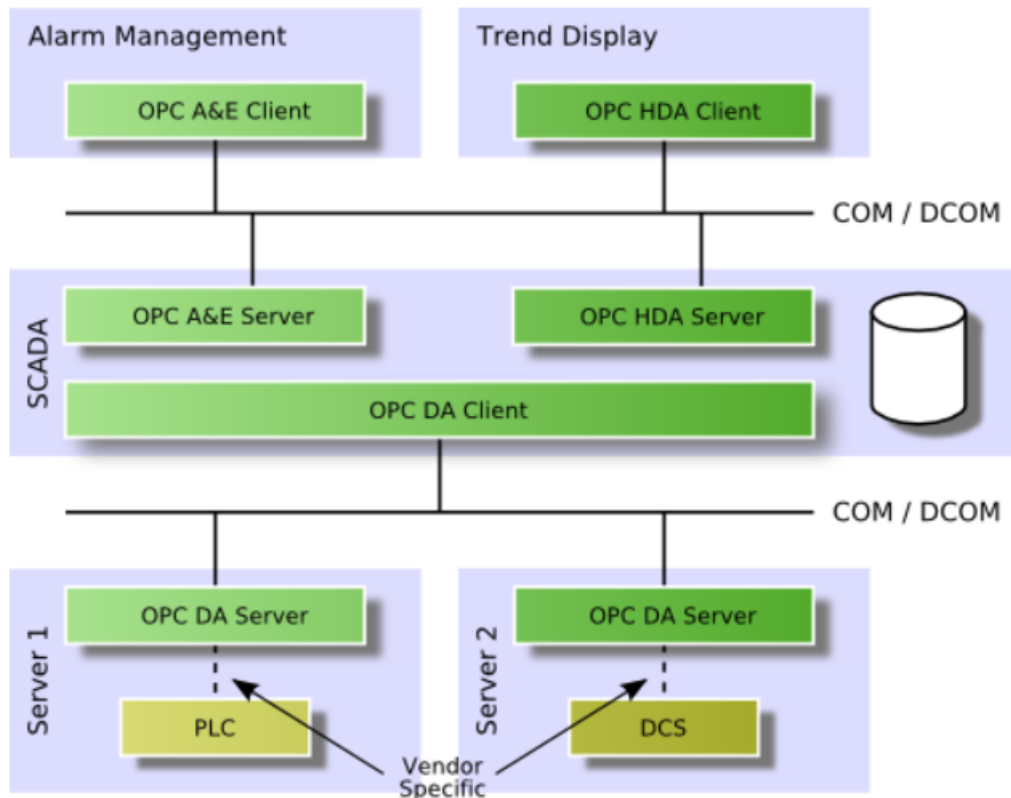 Alarm Management
Trend Display
OPC A&E Client
OPC HDA Client
COM / DCOM
SCADA
OPC A&E Server
OPC HDA Server
OPC DA Client
COM / DCOM
Server 1
OPC DA Server
PLC
Server 2
OPC DA Server
DCS
Vendor
Specific